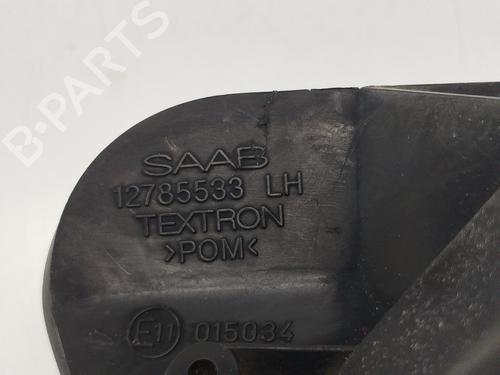 B-PARTS
SAAB
12785533 LH
TEXTRON
>POM<
E11 015034